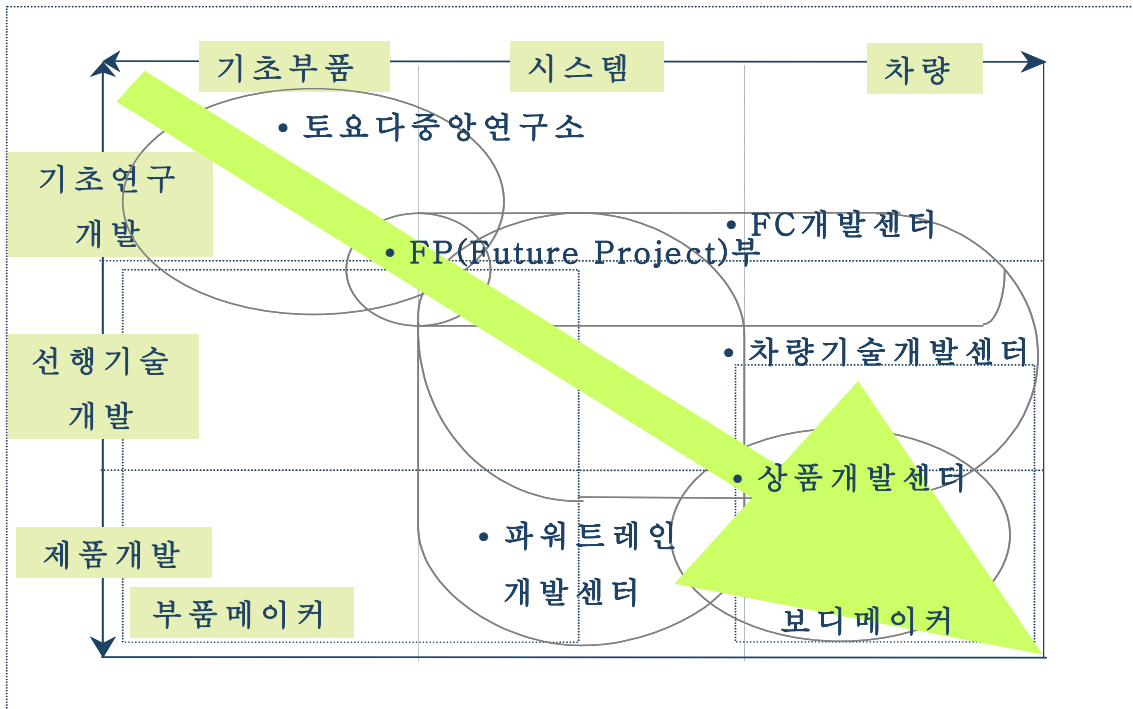 기초부품
시스템
차량
• 토요다중앙연구소
기초연구
개발
• FC개발센터
• FP(Future Project)부
선행기술
개발
• 차량기술개발센터
• 상품개발센터
제품개발
• 파워트레인
개발센터
부품메이커
보디메이커